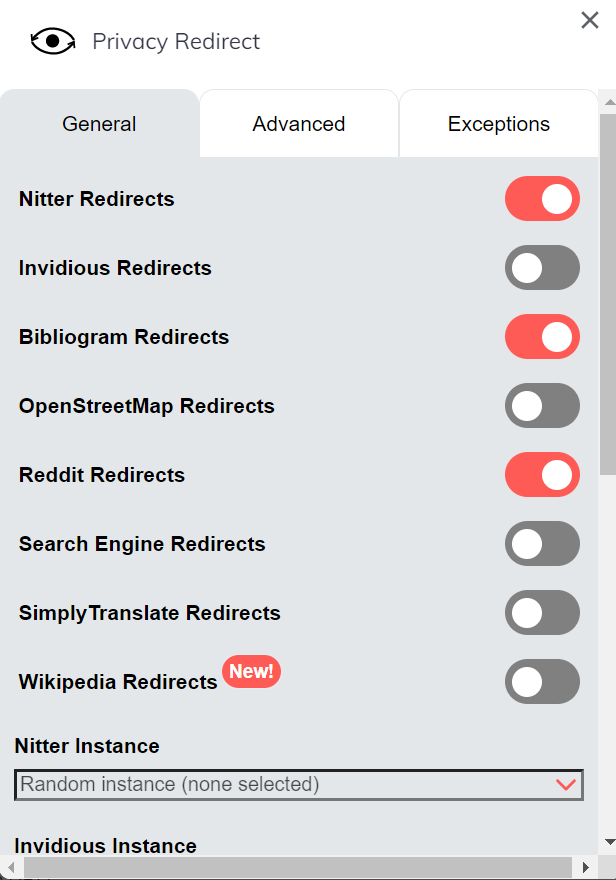 Privacy Redirect
General
Advanced
Exceptions
Nitter Redirects
Invidious Redirects
Bibliogram Redirects
OpenStreetMap Redirects
Reddit Redirects
Search Engine Redirects
SimplyTranslate Redirects
Wikipedia Redirects New!
Nitter Instance
Random instance (none selected)
Invidious Instance